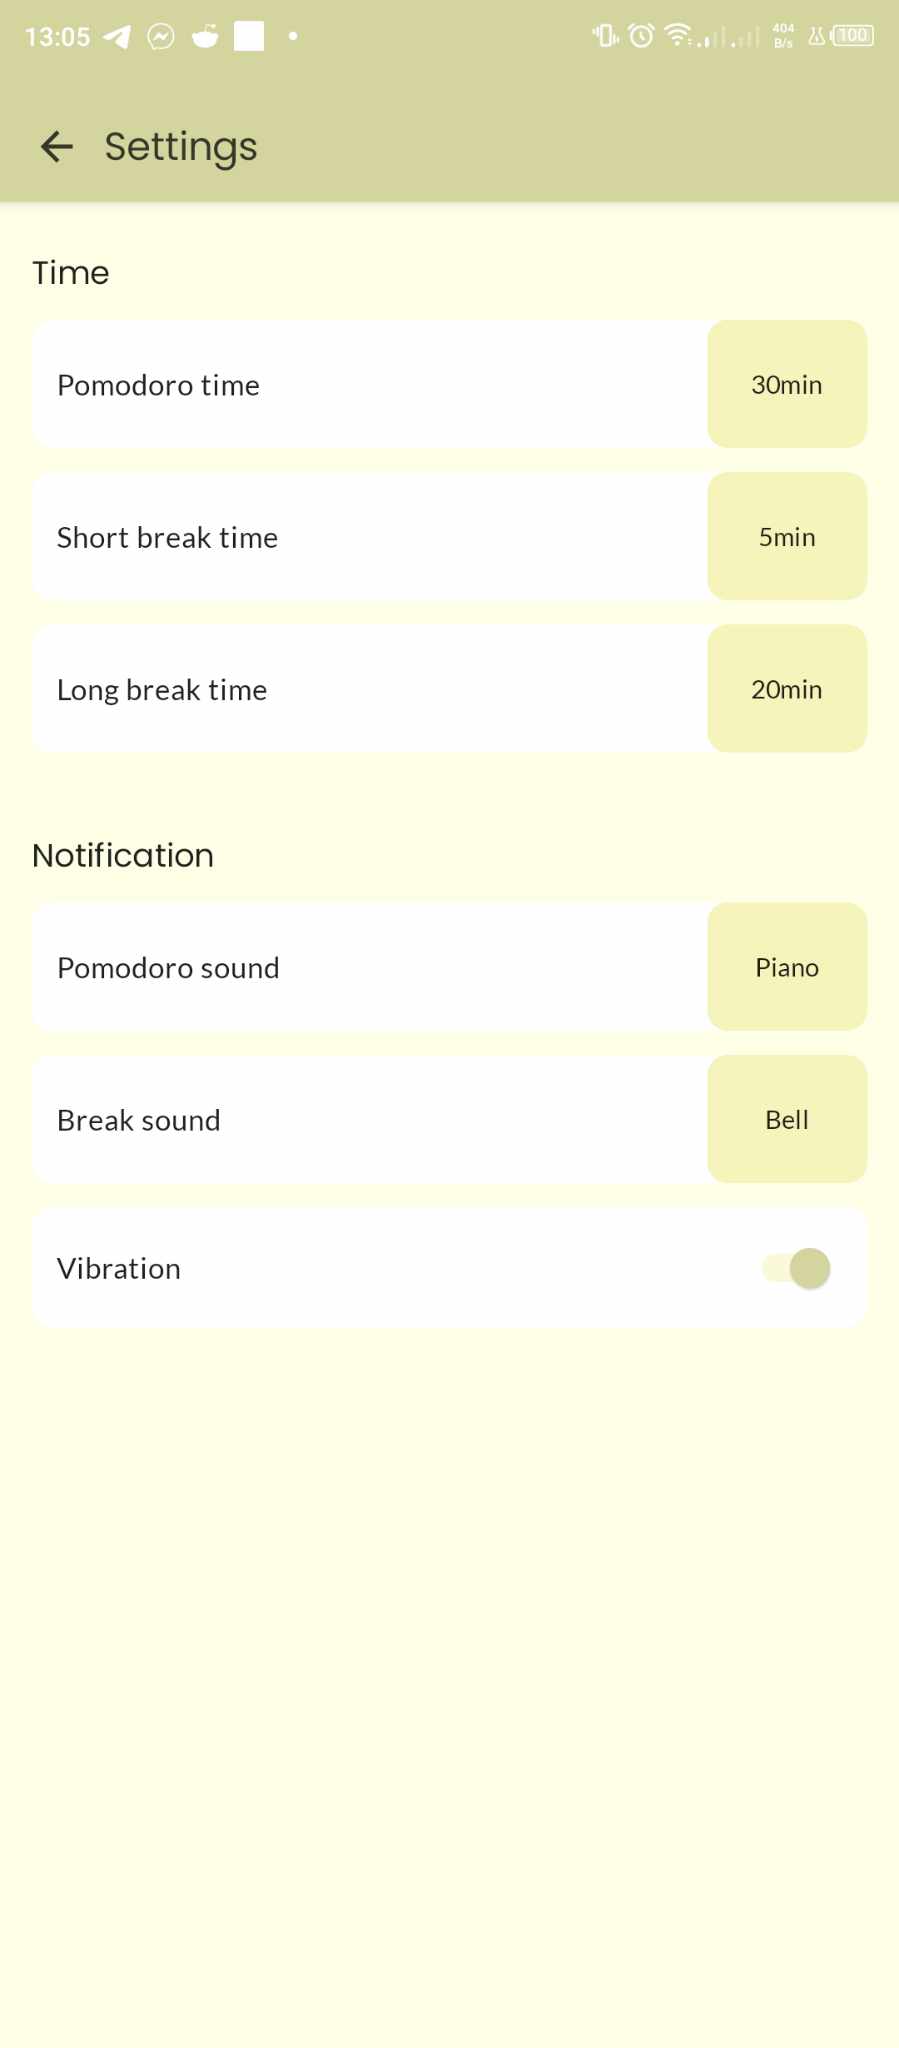 13:05
404
B/s
100
Settings
Time
Pomodoro time
30min
Short break time
5min
Long break time
20min
Notification
Pomodoro sound
Piano
Break sound
Bell
Vibration